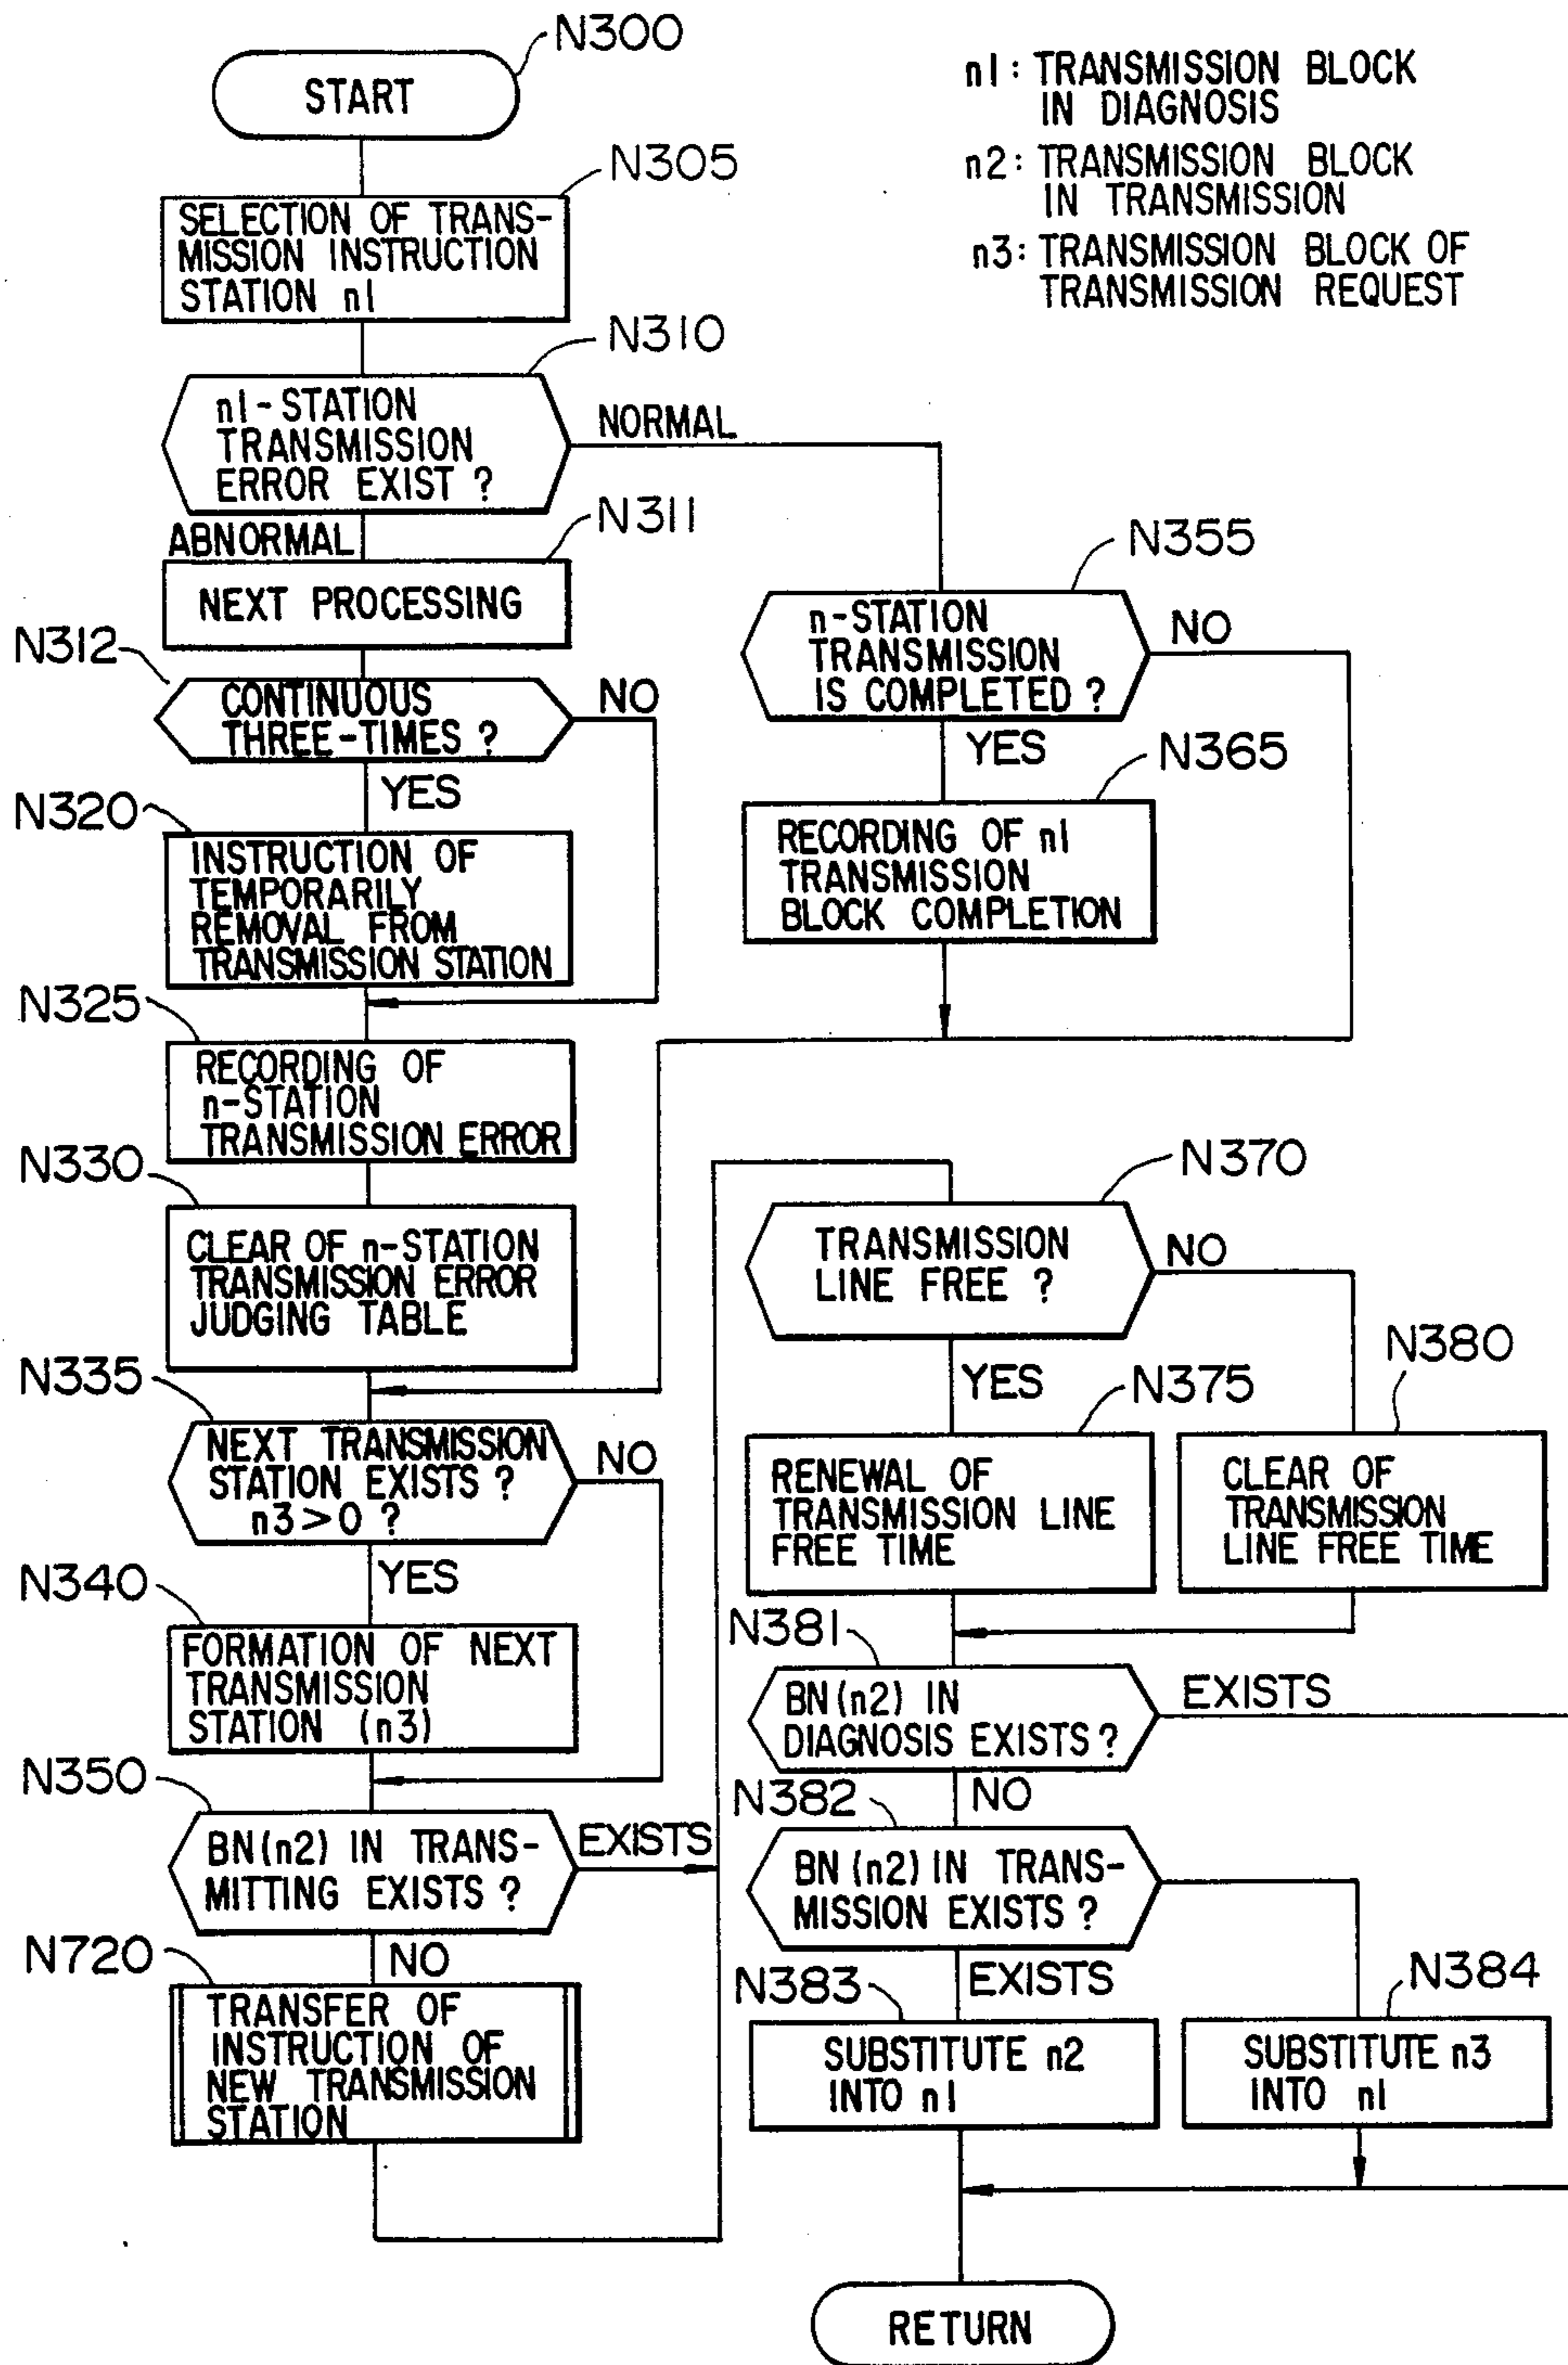 N300
START
n1: TRANSMISSION BLOCK
IN DIAGNOSIS
n2: TRANSMISSION BLOCK
IN TRANSMISSION
n3: TRANSMISSION BLOCK OF
TRANSMISSION REQUEST
N305
SELECTION OF TRANS-
MISSION INSTRUCTION
STATION n1
N310
n1-STATION
TRANSMISSION
ERROR EXIST ?
NORMAL
ABNORMAL
N311
NEXT PROCESSING
N312
CONTINUOUS
THREE-TIMES ?
NO
YES
N320
INSTRUCTION OF
TEMPORARILY
REMOVAL FROM
TRANSMISSION STATION
N325
RECORDING OF
n-STATION
TRANSMISSION ERROR
N330
CLEAR OF n-STATION
TRANSMISSION ERROR
JUDGING TABLE
N335
NEXT TRANSMISSION
STATION EXISTS ?
n3>0 ?
NO
YES
N340
FORMATION OF NEXT
TRANSMISSION
STATION (n3)
N350
BN(n2) IN TRANS-
MITTING EXISTS ?
EXISTS
NO
N720
TRANSFER OF
INSTRUCTION OF
NEW TRANSMISSION
STATION
N355
n-STATION
TRANSMISSION
IS COMPLETED ?
NO
YES
N365
RECORDING OF n1
TRANSMISSION
BLOCK COMPLETION
N370
TRANSMISSION
LINE FREE ?
NO
YES
N375
RENEWAL OF
TRANSMISSION LINE
FREE TIME
N380
CLEAR OF
TRANSMISSION
LINE FREE TIME
N381
BN(n2) IN
DIAGNOSIS EXISTS ?
EXISTS
NO
N382
BN(n2) IN TRANS-
MISSION EXISTS ?
EXISTS
N383
SUBSTITUTE n2
INTO n1
N384
SUBSTITUTE n3
INTO n1
RETURN